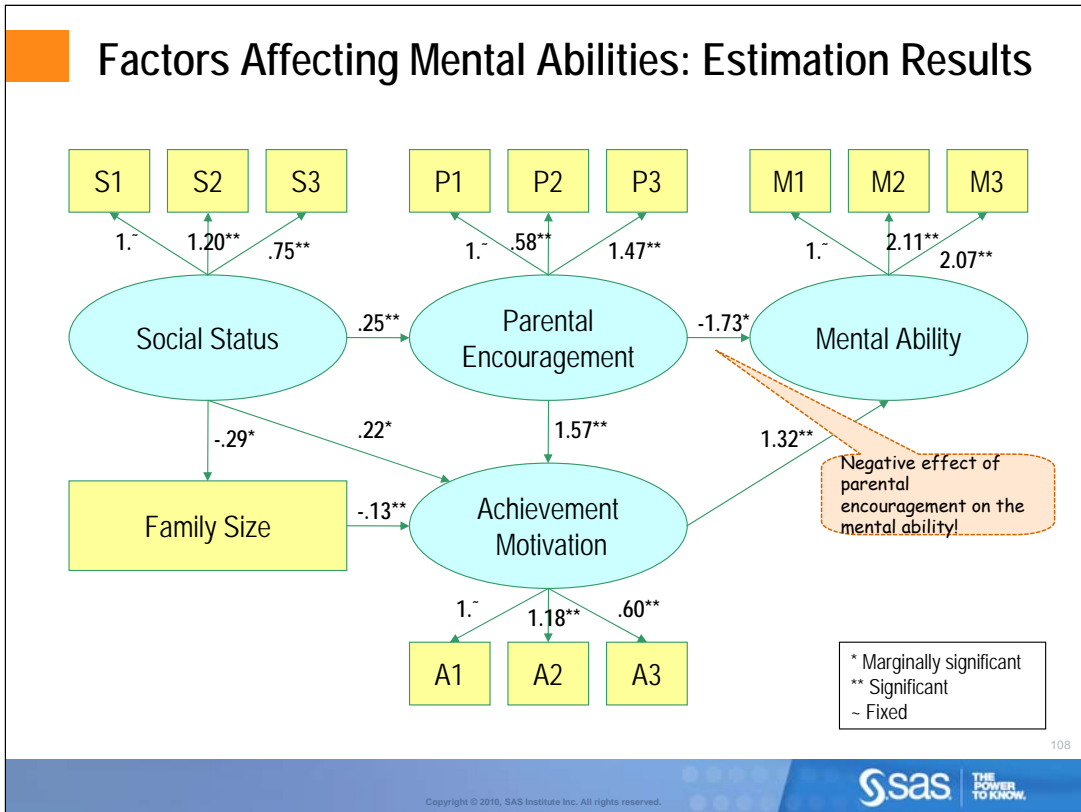 Factors Affecting Mental Abilities: Estimation Results
S1
S2
S3
P1
P2
P3
M1
M2
M3
1.~
1.20**
.75**
1.~
.58**
1.47**
1.~
2.11**
2.07**
Social Status
.25**
Parental
Encouragement
-1.73*
Mental Ability
-.29*
.22*
1.57**
1.32**
Negative effect of
parental
encouragement on the
mental ability!
Family Size
-.13**
Achievement
Motivation
1.~
1.18**
.60**
A1
A2
A3
* Marginally significant
** Significant
~ Fixed
108
Copyright © 2010, SAS Institute Inc. All rights reserved.
sas
THE
POWER
TO KNOW.